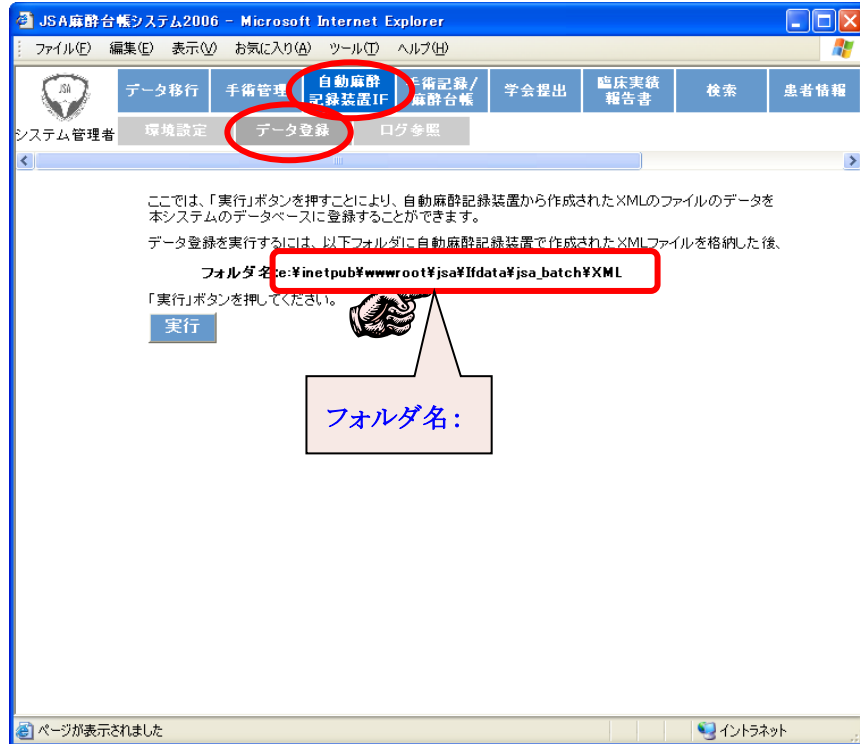 JSA麻酔台帳システム2006 - Microsoft Internet Explorer
ファイル(F) 編集(E) 表示(V) お気に入り(A) ツール(T) ヘルプ(H)
JSA
データ移行 手術管理 自動麻酔記録装置IF 手術記録/麻酔台帳 学会提出 臨床実績報告書 検索 患者情報
システム管理者 環境設定 データ登録 ログ参照
ここでは、「実行」ボタンを押すことにより、自動麻酔記録装置から作成されたXMLのファイルのデータを
本システムのデータベースに登録することができます。
データ登録を実行するには、以下フォルダに自動麻酔記録装置で作成されたXMLファイルを格納した後、
フォルダ名:e:¥inetpub¥wwwroot¥jsa¥Ifdata¥jsa_batch¥XML
「実行」ボタンを押してください。
実行
フォルダ名:
ページが表示されました イントラネット